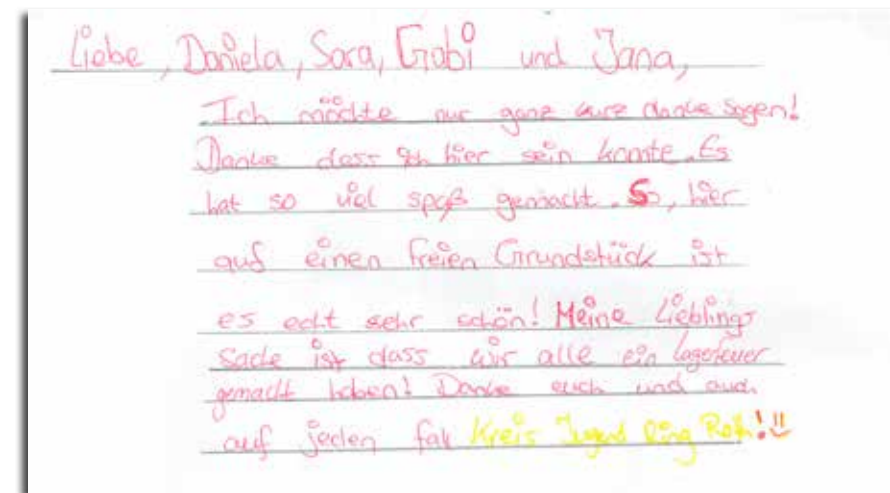 Liebe, Daniela, Sara, Gabi und Jana,
Ich möchte nur ganz kurz danke sagen!
Danke dass ich hier sein konnte. Es
hat so viel spaß gemacht. So, hier
auf einen freien Grundstück ist
es echt sehr schön! Meine Lieblings
Sache ist dass wir alle ein lagerfeuer
gemacht haben! Danke euch und auch
auf jeden fall Kreis Jugend Ring Roth!!!